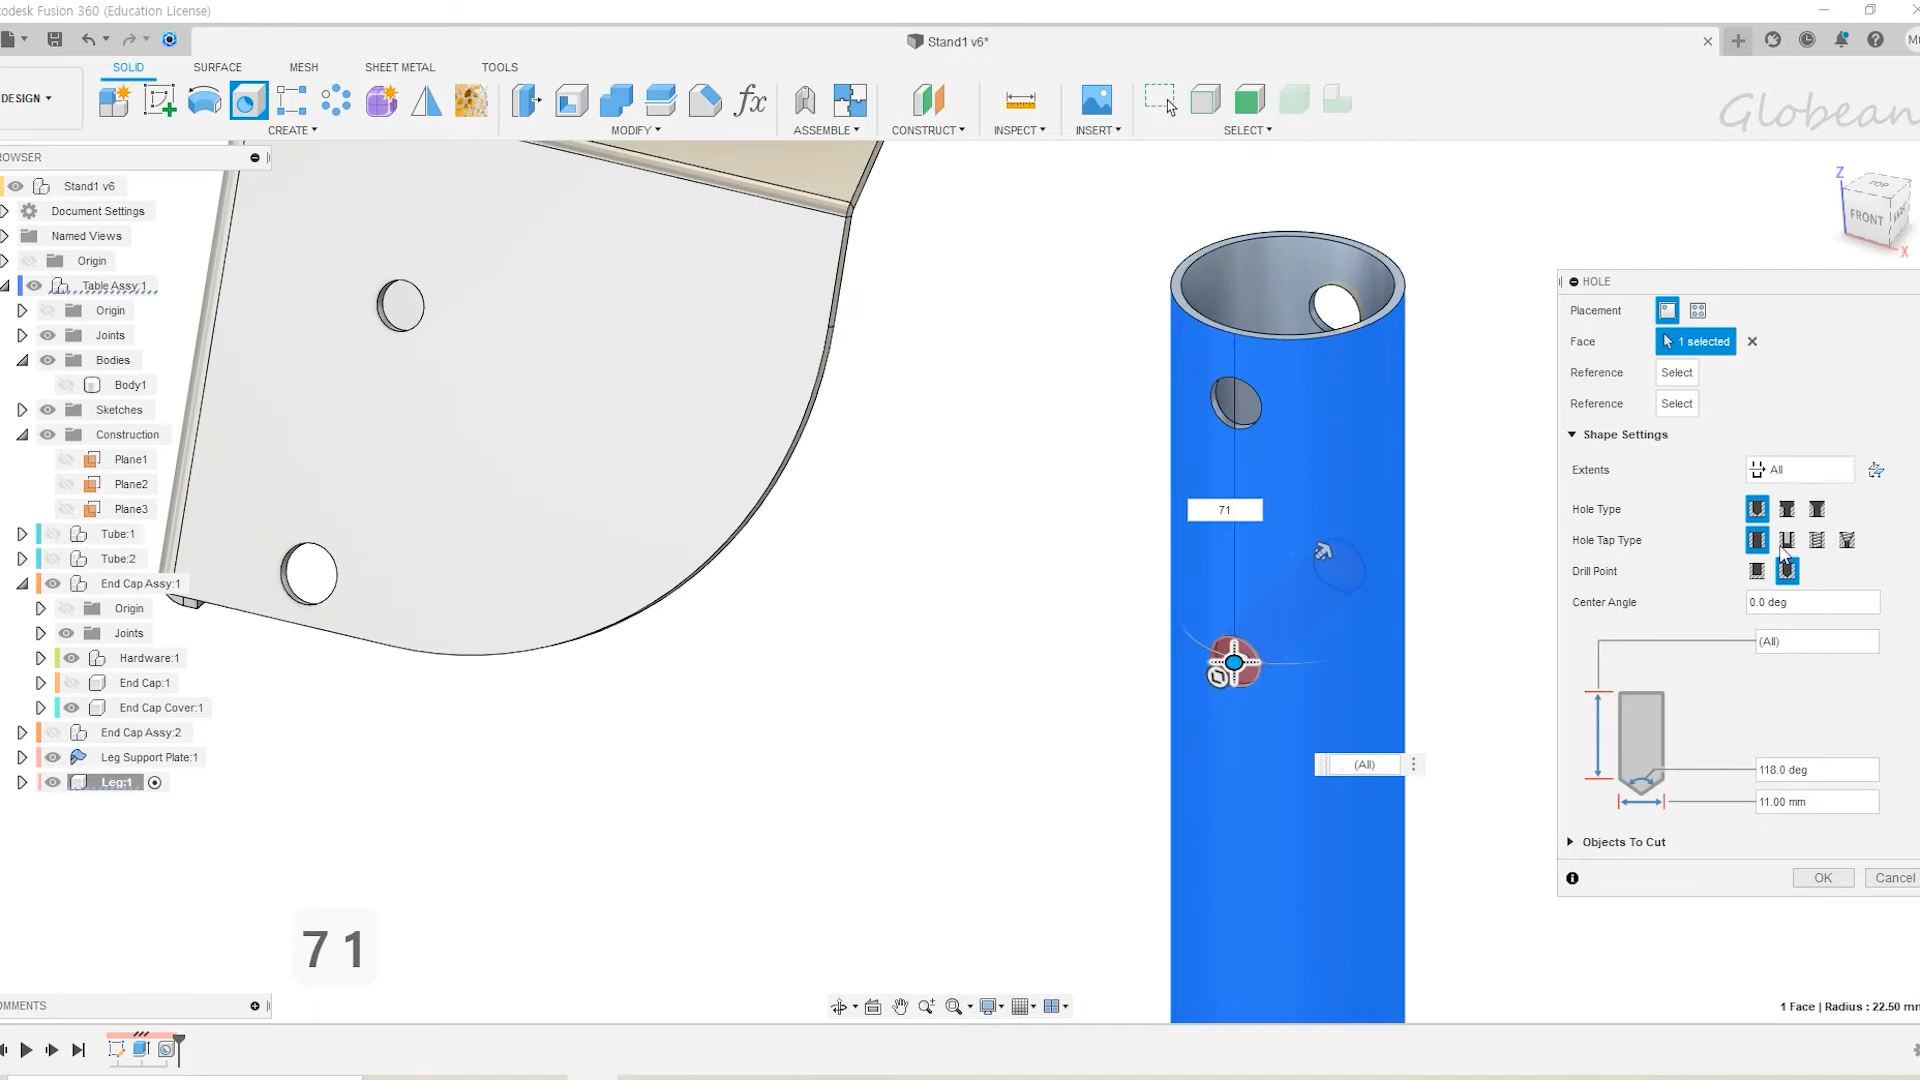 todesk Fusion 360 (Education License)
Stand1 v6*
SOLID
SURFACE
MESH
SHEET METAL
TOOLS
DESIGN
CREATE
MODIFY
ASSEMBLE
CONSTRUCT
INSPECT
INSERT
SELECT
Globean
ROWSER
Stand1 v6
Document Settings
Named Views
Origin
Table Assy:1
Origin
Joints
Bodies
Body1
Sketches
Construction
Plane1
Plane2
Plane3
Tube:1
Tube:2
End Cap Assy:1
Origin
Joints
Hardware:1
End Cap:1
End Cap Cover:1
End Cap Assy:2
Leg Support Plate:1
Leg:1
71
(All)
Z
TOP
FRONT
X
HOLE
Placement
Face
1 selected
Reference
Select
Reference
Select
Shape Settings
Extents
All
Hole Type
Hole Tap Type
Drill Point
Center Angle
0.0 deg
(All)
118.0 deg
11.00 mm
Objects To Cut
OK
Cancel
7 1
OMMENTS
1 Face | Radius : 22.50 mm